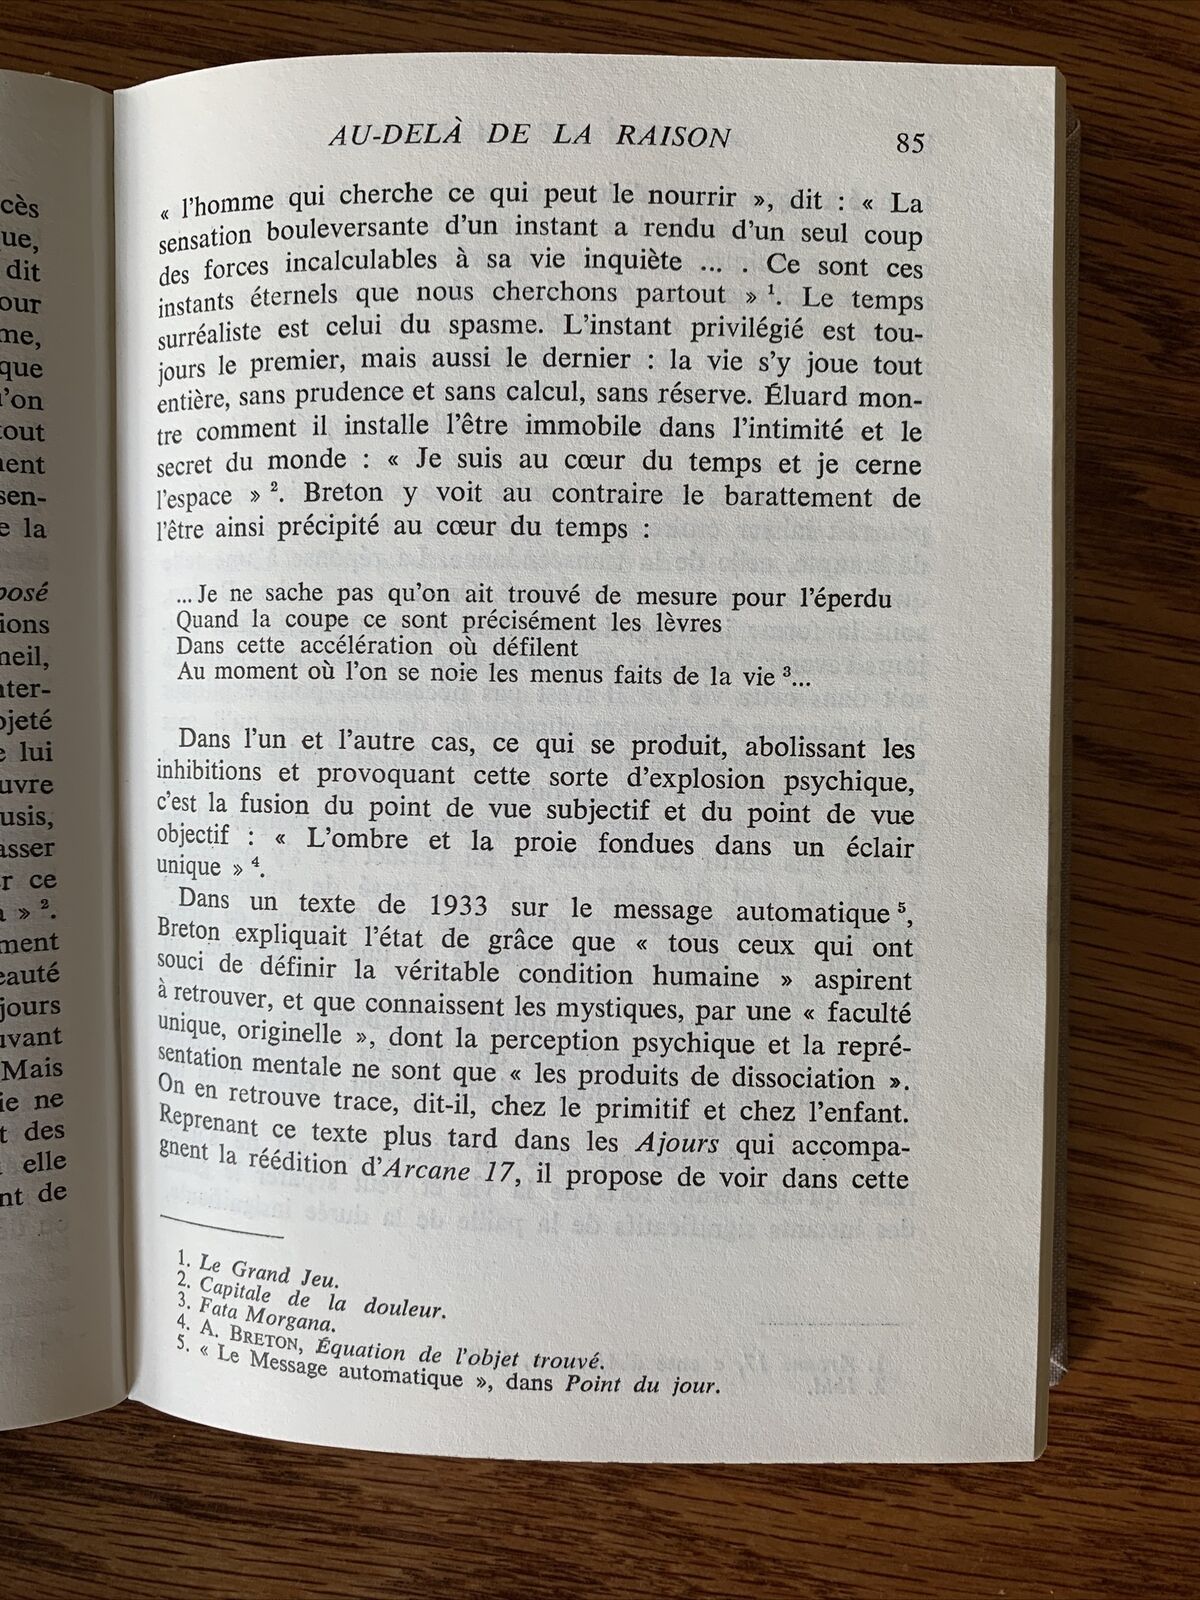 AU-DELÀ DE LA RAISON 85
« l'homme qui cherche ce qui peut le nourrir », dit : « La
sensation bouleversante d'un instant a rendu d'un seul coup
des forces incalculables à sa vie inquiète ... . Ce sont ces
instants éternels que nous cherchons partout » ¹. Le temps
surréaliste est celui du spasme. L'instant privilégié est tou-
jours le premier, mais aussi le dernier : la vie s'y joue tout
entière, sans prudence et sans calcul, sans réserve. Éluard mon-
tre comment il installe l'être immobile dans l'intimité et le
secret du monde : « Je suis au cœur du temps et je cerne
l'espace » ². Breton y voit au contraire le barattement de
l'être ainsi précipité au cœur du temps :
...Je ne sache pas qu'on ait trouvé de mesure pour l'éperdu
Quand la coupe ce sont précisément les lèvres
Dans cette accélération où défilent
Au moment où l'on se noie les menus faits de la vie ³...
Dans l'un et l'autre cas, ce qui se produit, abolissant les
inhibitions et provoquant cette sorte d'explosion psychique,
c'est la fusion du point de vue subjectif et du point de vue
objectif : « L'ombre et la proie fondues dans un éclair
unique » ⁴.
Dans un texte de 1933 sur le message automatique ⁵,
Breton expliquait l'état de grâce que « tous ceux qui ont
souci de définir la véritable condition humaine » aspirent
à retrouver, et que connaissent les mystiques, par une « faculté
unique, originelle », dont la perception psychique et la repré-
sentation mentale ne sont que « les produits de dissociation ».
On en retrouve trace, dit-il, chez le primitif et chez l'enfant.
Reprenant ce texte plus tard dans les Ajours qui accompa-
gnent la réédition d'Arcane 17, il propose de voir dans cette
1. Le Grand Jeu.
2. Capitale de la douleur.
3. Fata Morgana.
4. A. BRETON, Équation de l'objet trouvé.
5. « Le Message automatique », dans Point du jour.